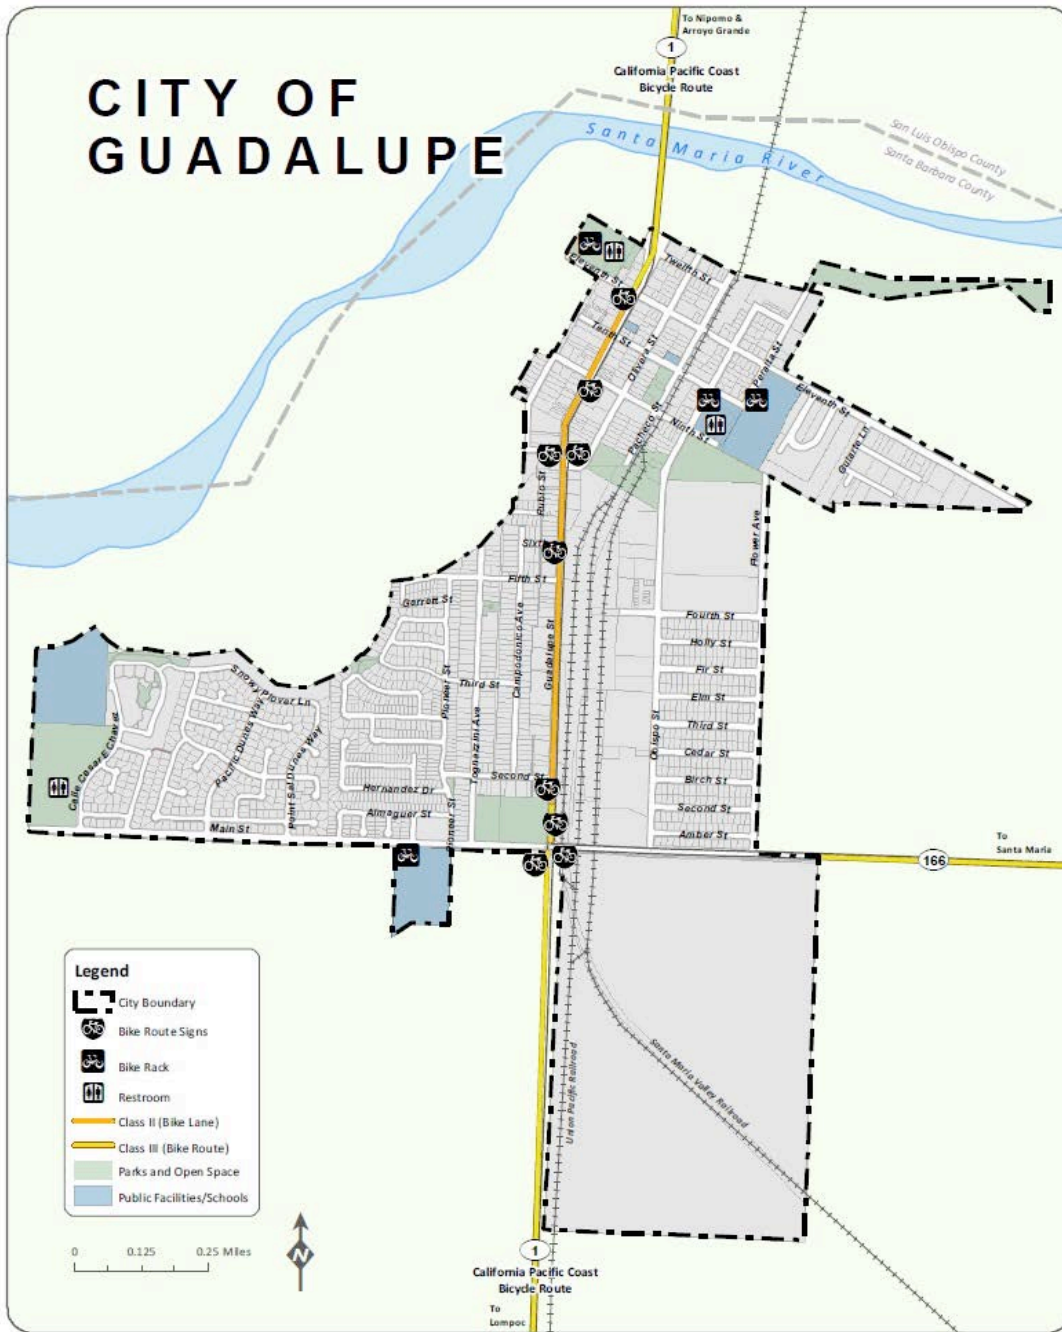 To Nipomo &
Arroyo Grande
1
California Pacific Coast
Bicycle Route
CITY OF
GUADALUPE
Santa Maria River
San Luis Obispo County
Santa Barbara County
Eleventh St
Twelfth St
Tenth St
Olivera St
Peralta St
Eleventh St
Pacheco St
Ninth St
Gularte Ln
Rubio St
Flower Ave
Sixth
Fifth St
Garrett St
Campodonico Ave
Guadalupe St
Fourth St
Holly St
Fir St
Elm St
Third St
Cedar St
Birch St
Second St
Amber St
Obispo St
Snowy Plover Ln
Pioneer St
Third St
Tognazzini Ave
Calle Cesar E Chavez
Pacific Dunes Way
Point Sal Dunes Way
Second St
Hernandez Dr
Almaguer St
Pioneer St
Main St
To
Santa Maria
166
Legend
City Boundary
Bike Route Signs
Bike Rack
Restroom
Class II (Bike Lane)
Class III (Bike Route)
Parks and Open Space
Public Facilities/Schools
Union Pacific Railroad
Santa Maria Valley Railroad
0 0.125 0.25 Miles
N
1
California Pacific Coast
Bicycle Route
To
Lompoc